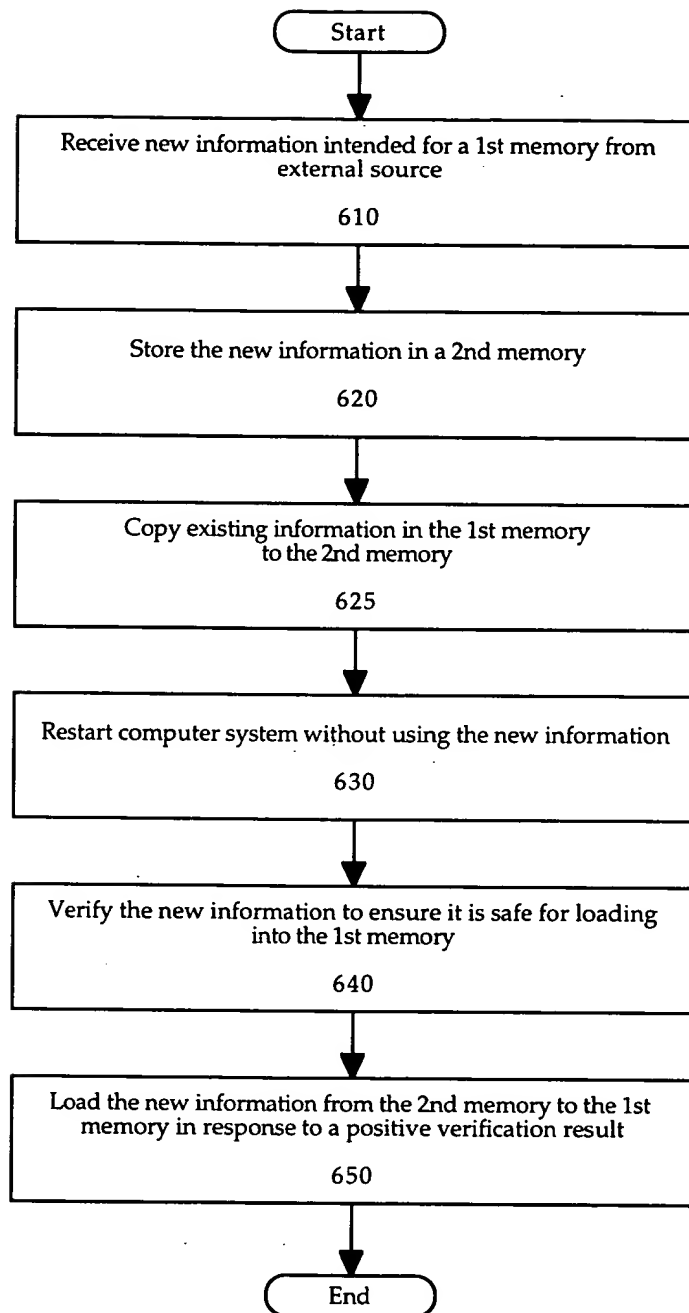 Start
Receive new information intended for a 1st memory from
external source
610
Store the new information in a 2nd memory
620
Copy existing information in the 1st memory
to the 2nd memory
625
Restart computer system without using the new information
630
Verify the new information to ensure it is safe for loading
into the 1st memory
640
Load the new information from the 2nd memory to the 1st
memory in response to a positive verification result
650
End